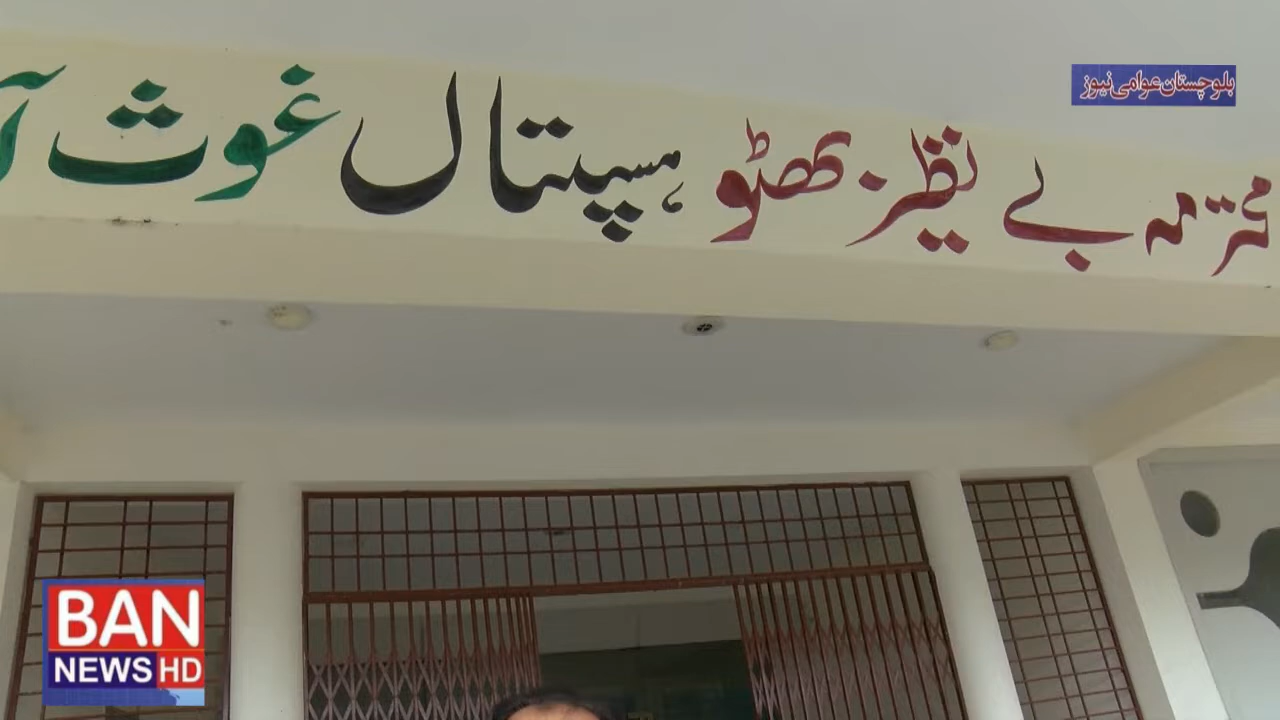 بلوچستان عوامی نیوز
محترمہ بے نظیر بھٹو ہسپتال غوث آ
BAN
NEWS HD